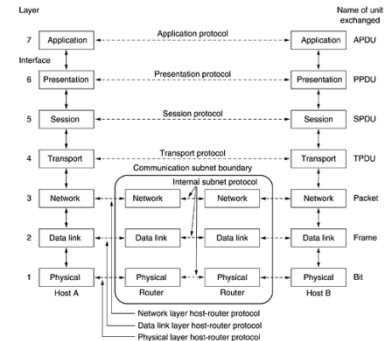 Layer
Name of unit exchanged
7 Application Application protocol Application APDU
Interface
6 Presentation Presentation protocol Presentation PPDU
5 Session Session protocol Session SPDU
4 Transport Transport protocol Transport TPDU
Communication subnet boundary
Internal subnet protocol
3 Network Network Network Network Packet
2 Data link Data link Data link Data link Frame
1 Physical Physical Physical Physical Bit
Host A Router Router Host B
Network layer host-router protocol
Data link layer host-router protocol
Physical layer host-router protocol